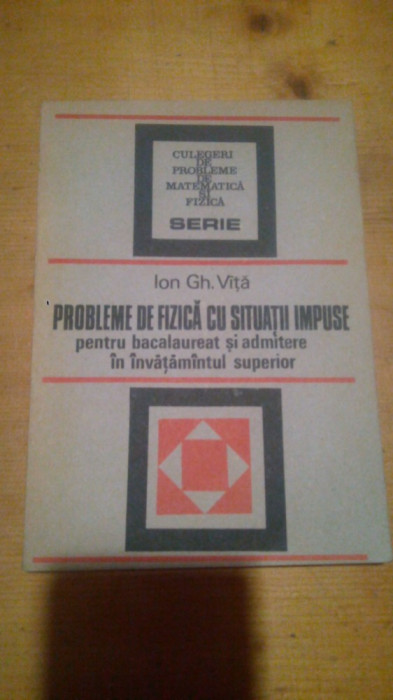 CULEGERI
DE
PROBLEME
DE
MATEMATICĂ
ȘI
FIZICĂ
SERIE
Ion Gh. Vîță
PROBLEME DE FIZICĂ CU SITUAȚII IMPUSE
pentru bacalaureat și admitere
în învățămîntul superior